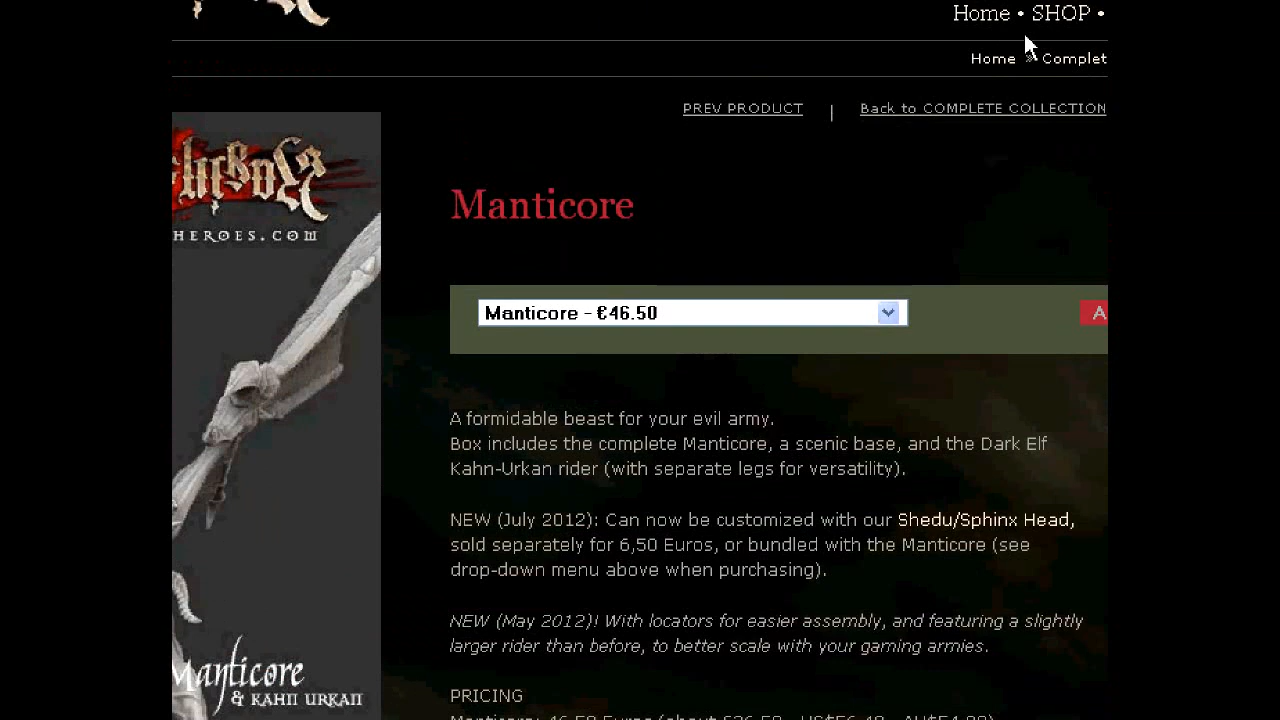 Home • SHOP •
Home » Complet
PREV PRODUCT | Back to COMPLETE COLLECTION
HEROES.COM
Manticore
Manticore - €46.50
A
A formidable beast for your evil army.
Box includes the complete Manticore, a scenic base, and the Dark Elf
Kahn-Urkan rider (with separate legs for versatility).
NEW (July 2012): Can now be customized with our Shedu/Sphinx Head,
sold separately for 6,50 Euros, or bundled with the Manticore (see
drop-down menu above when purchasing).
NEW (May 2012)! With locators for easier assembly, and featuring a slightly
larger rider than before, to better scale with your gaming armies.
Manticore
& KAHN URKAN
PRICING